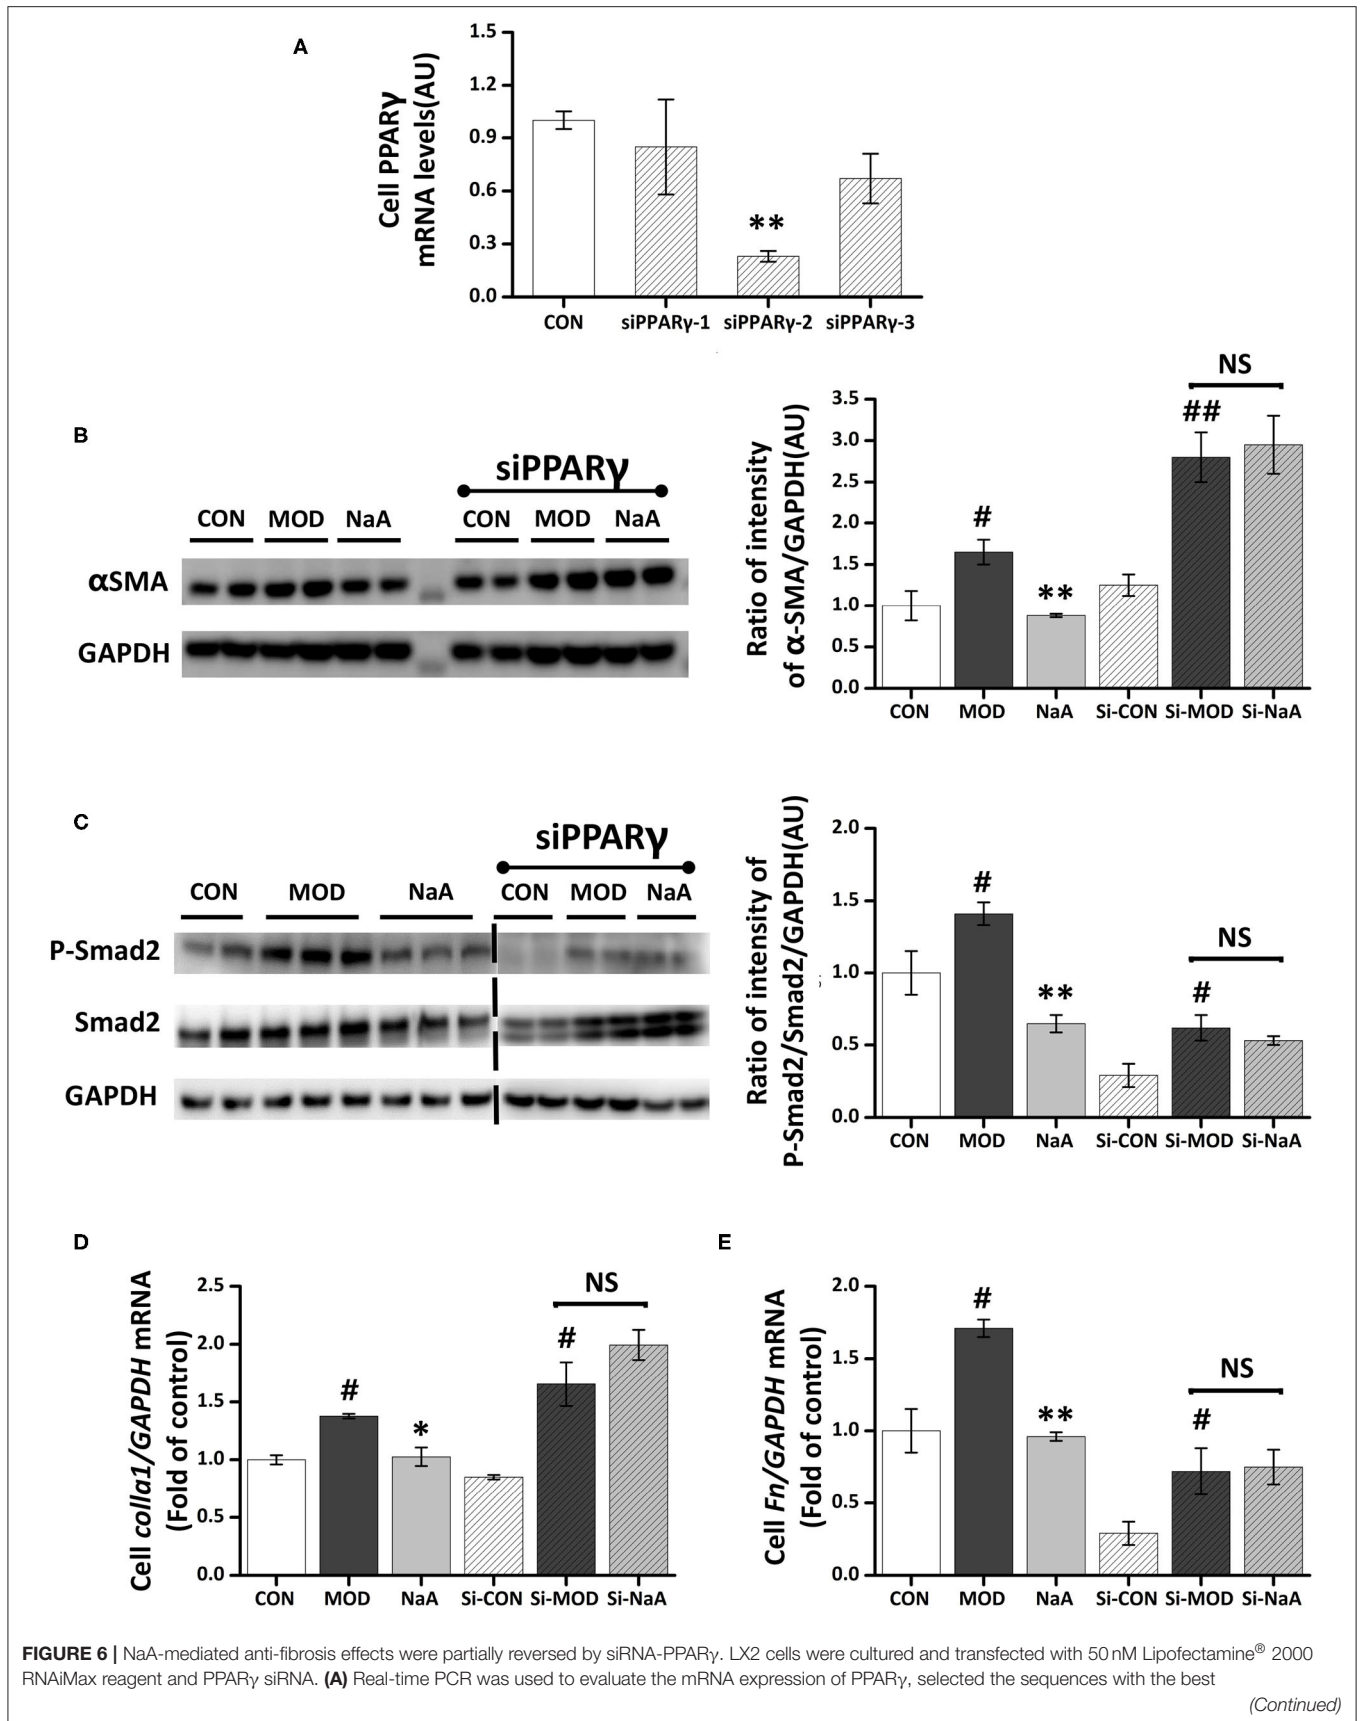 A
Cell PPARγ
mRNA levels(AU)
1.5
1.2
0.9
0.6
0.3
0.0
**
CON siPPARγ-1 siPPARγ-2 siPPARγ-3
B
siPPARγ
CON MOD NaA CON MOD NaA
αSMA
GAPDH
Ratio of intensity
of α-SMA/GAPDH(AU)
3.5
3.0
2.5
2.0
1.5
1.0
0.5
0.0
#
**
##
NS
CON MOD NaA Si-CON Si-MOD Si-NaA
C
siPPARγ
CON MOD NaA CON MOD NaA
P-Smad2
Smad2
GAPDH
Ratio of intensity of
P-Smad2/Smad2/GAPDH(AU)
2.0
1.5
1.0
0.5
0.0
#
**
#
NS
CON MOD NaA Si-CON Si-MOD Si-NaA
D
Cell colla1/GAPDH mRNA
(Fold of control)
2.5
2.0
1.5
1.0
0.5
0.0
#
*
#
NS
CON MOD NaA Si-CON Si-MOD Si-NaA
E
Cell Fn/GAPDH mRNA
(Fold of control)
2.0
1.5
1.0
0.5
0.0
#
**
#
NS
CON MOD NaA Si-CON Si-MOD Si-NaA
FIGURE 6 | NaA-mediated anti-fibrosis effects were partially reversed by siRNA-PPARγ. LX2 cells were cultured and transfected with 50 nM Lipofectamine® 2000
RNAiMax reagent and PPARγ siRNA. (A) Real-time PCR was used to evaluate the mRNA expression of PPARγ, selected the sequences with the best
(Continued)